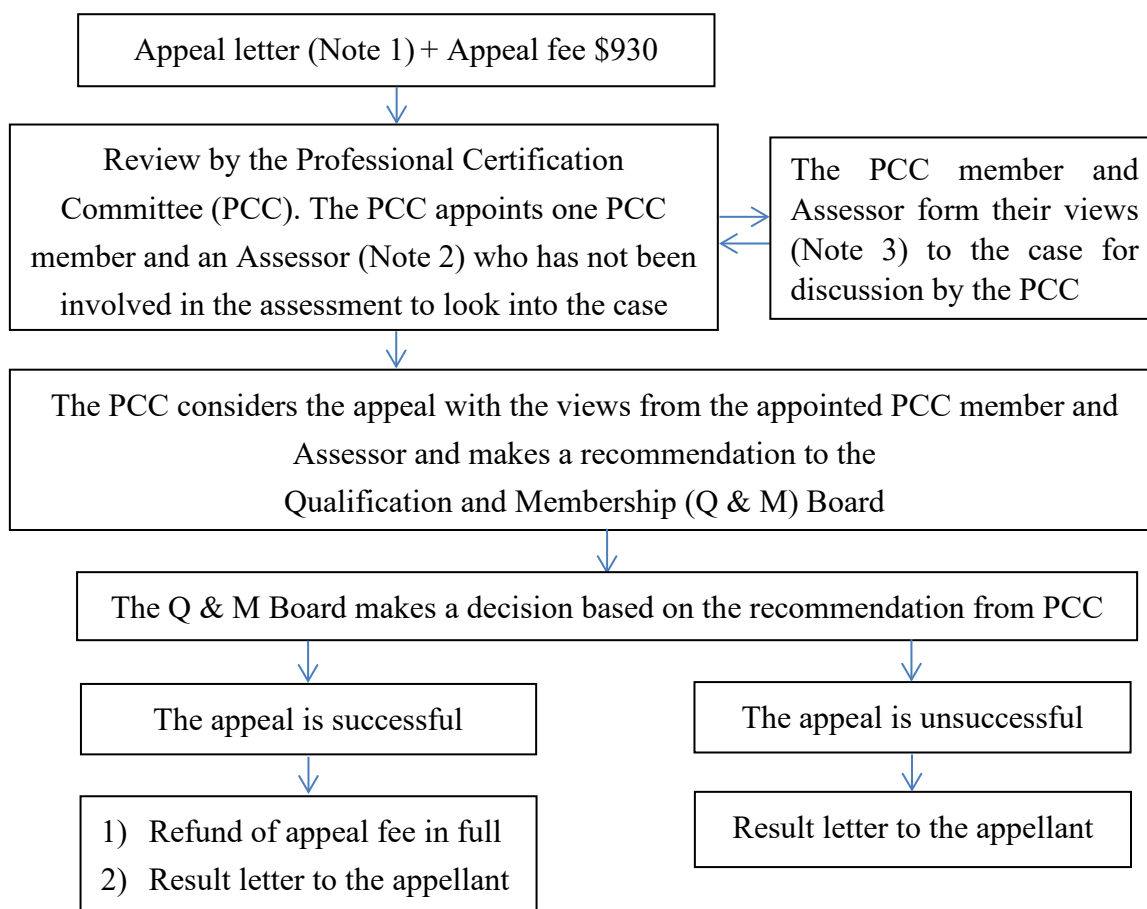 Appeal letter (Note 1) + Appeal fee $930
Review by the Professional Certification
Committee (PCC). The PCC appoints one PCC
member and an Assessor (Note 2) who has not been
involved in the assessment to look into the case
The PCC member and
Assessor form their views
(Note 3) to the case for
discussion by the PCC
The PCC considers the appeal with the views from the appointed PCC member and
Assessor and makes a recommendation to the
Qualification and Membership (Q & M) Board
The Q & M Board makes a decision based on the recommendation from PCC
The appeal is successful
The appeal is unsuccessful
1) Refund of appeal fee in full
2) Result letter to the appellant
Result letter to the appellant